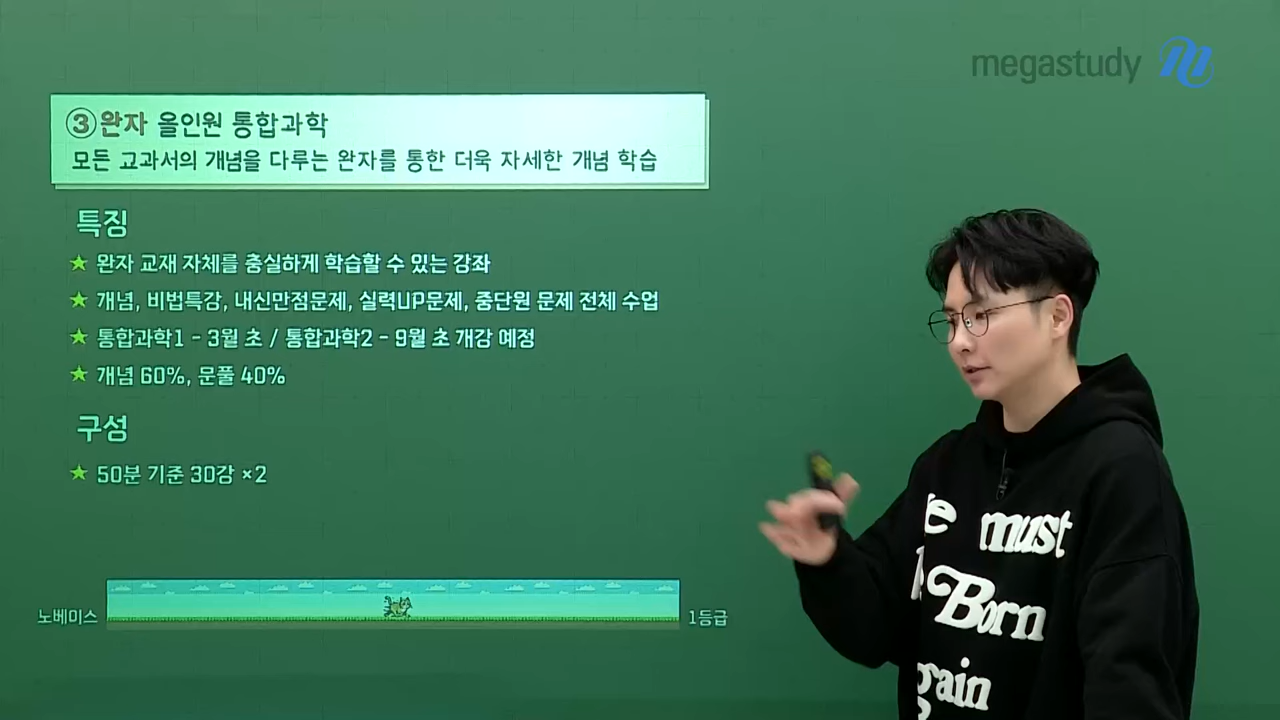 megastudy
③완자 올인원 통합과학
모든 교과서의 개념을 다루는 완자를 통한 더욱 자세한 개념 학습
특징
★ 완자 교재 자체를 충실하게 학습할 수 있는 강좌
★ 개념, 비법특강, 내신만점문제, 실력UP문제, 중단원 문제 전체 수업
★ 통합과학1 - 3월 초 / 통합과학2 - 9월 초 개강 예정
★ 개념 60%, 문풀 40%
구성
★ 50분 기준 30강 ×2
노베이스
1등급
must
Born